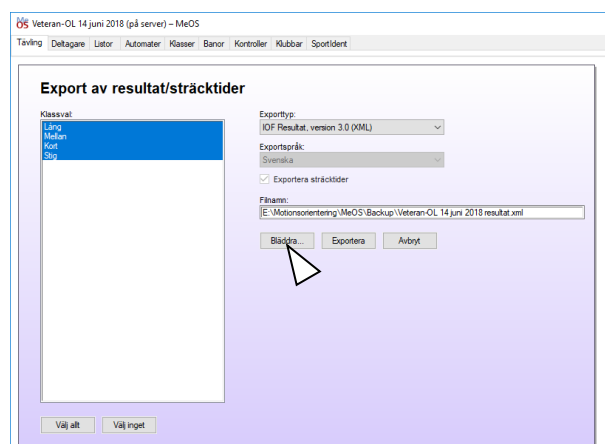 MeOS Veteran-OL 14 juni 2018 (på server) – MeOS
Tävling Deltagare Listor Automater Klasser Banor Kontroller Klubbar SportIdent
Export av resultat/sträcktider
Klassval:
Lång
Mellan
Kort
Stig
Exporttyp:
IOF Resultat, version 3.0 (XML)
Exportspråk:
Svenska
Exportera sträcktider
Filnamn:
E:\Motionsorientering\MeOS\Backup\Veteran-OL 14 juni 2018 resultat.xml
Bläddra... Exportera Avbryt
Välj allt Välj inget